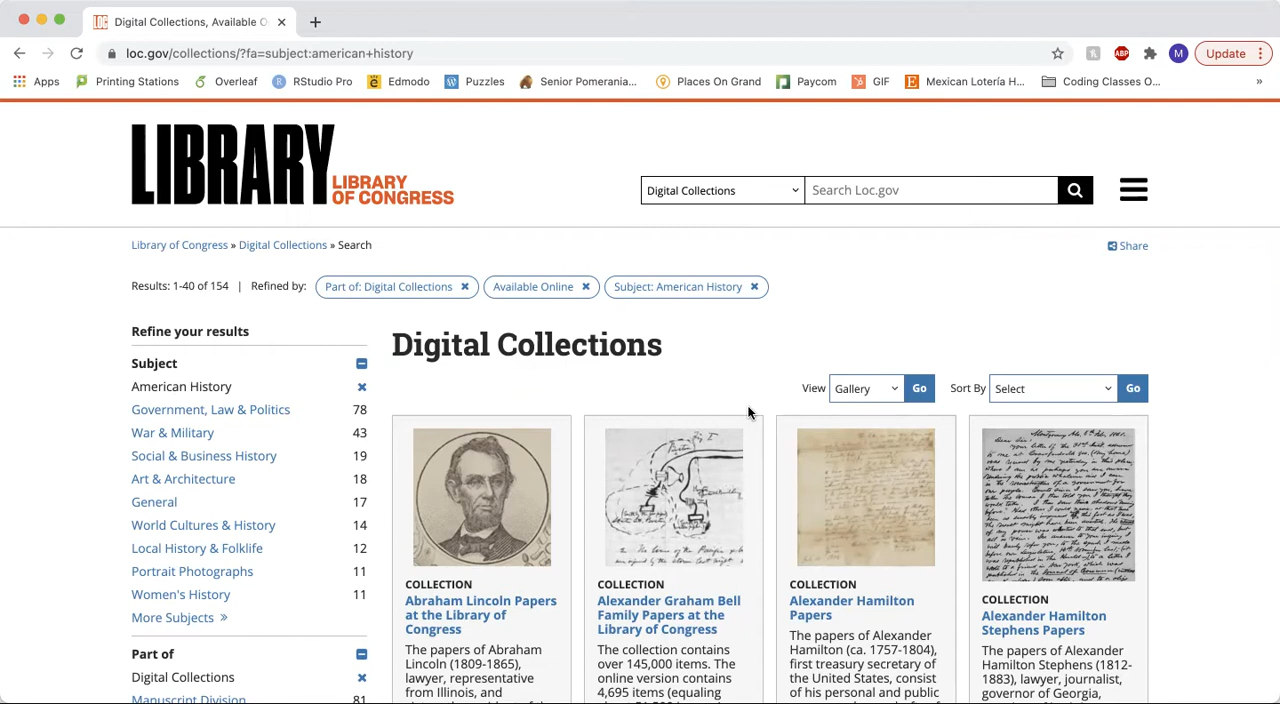 Digital Collections, Available O
loc.gov/collections/?fa=subject:american+history
ABP
M
Update
Apps
Printing Stations
Overleaf
RStudio Pro
Edmodo
Puzzles
Senior Pomerania...
Places On Grand
Paycom
GIF
Mexican Lotería H...
Coding Classes O...
»
LIBRARY
LIBRARY
OF CONGRESS
Digital Collections
Search Loc.gov
Library of Congress » Digital Collections » Search
Share
Results: 1-40 of 154 | Refined by:
Part of: Digital Collections
Available Online
Subject: American History
Refine your results
Subject
American History
Government, Law & Politics 78
War & Military 43
Social & Business History 19
Art & Architecture 18
General 17
World Cultures & History 14
Local History & Folklife 12
Portrait Photographs 11
Women's History 11
More Subjects »
Part of
Digital Collections
Manuscript Division 81
Digital Collections
View
Gallery
Go
Sort By
Select
Go
COLLECTION
Abraham Lincoln Papers
at the Library of
Congress
The papers of Abraham
Lincoln (1809-1865),
lawyer, representative
from Illinois, and
COLLECTION
Alexander Graham Bell
Family Papers at the
Library of Congress
The collection contains
over 145,000 items. The
online version contains
4,695 items (equaling
COLLECTION
Alexander Hamilton
Papers
The papers of Alexander
Hamilton (ca. 1757-1804),
first treasury secretary of
the United States, consist
of his personal and public
COLLECTION
Alexander Hamilton
Stephens Papers
The papers of Alexander
Hamilton Stephens (1812-
1883), lawyer, journalist,
governor of Georgia,